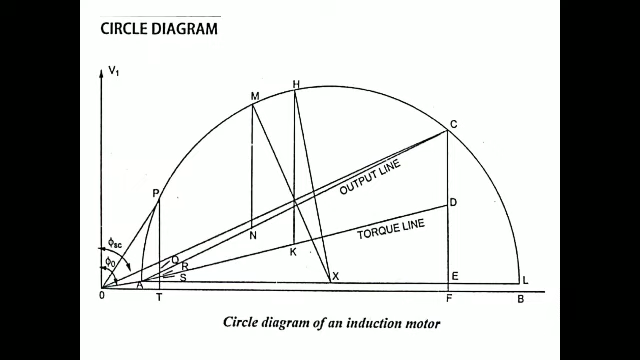 CIRCLE DIAGRAM
V1
M
H
C
P
OUTPUT LINE
D
TORQUE LINE
N
K
ϕsc
ϕ0
Q
R
S
A
X
E
L
0
T
F
B
Circle diagram of an induction motor